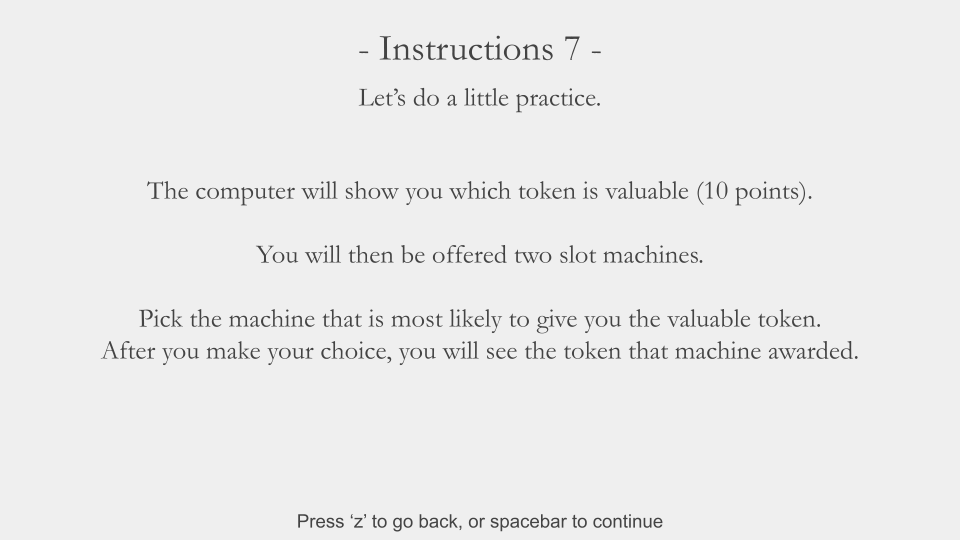 - Instructions 7 -
Let’s do a little practice.
The computer will show you which token is valuable (10 points).
You will then be offered two slot machines.
Pick the machine that is most likely to give you the valuable token.
After you make your choice, you will see the token that machine awarded.
Press ‘z’ to go back, or spacebar to continue